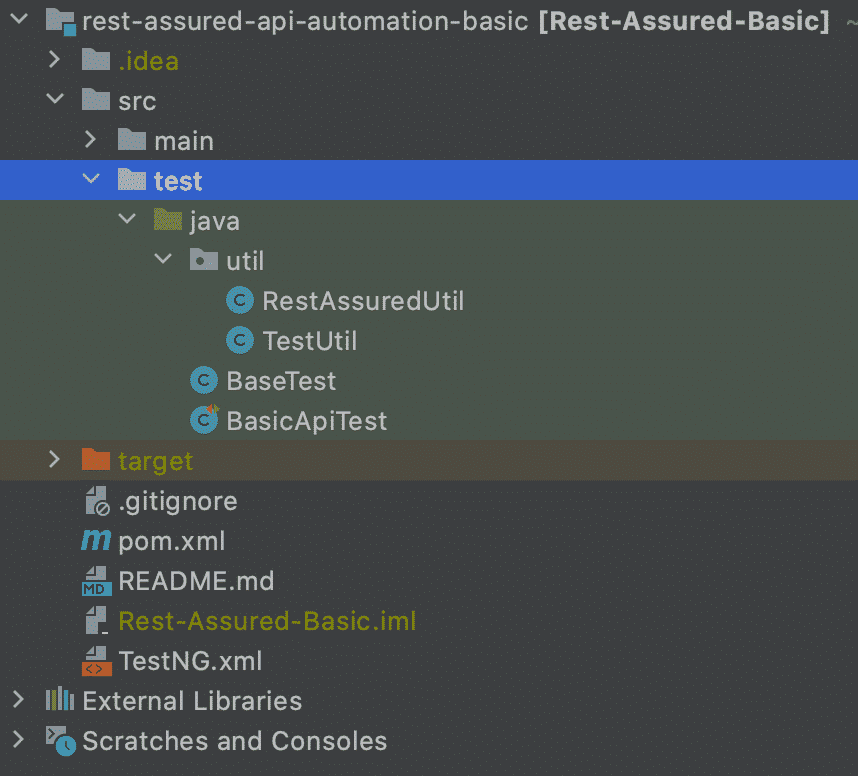 rest-assured-api-automation-basic [Rest-Assured-Basic] ~
.idea
src
main
test
java
util
C RestAssuredUtil
C TestUtil
C BaseTest
C BasicApiTest
target
.gitignore
m pom.xml
MD README.md
Rest-Assured-Basic.iml
<> TestNG.xml
External Libraries
Scratches and Consoles